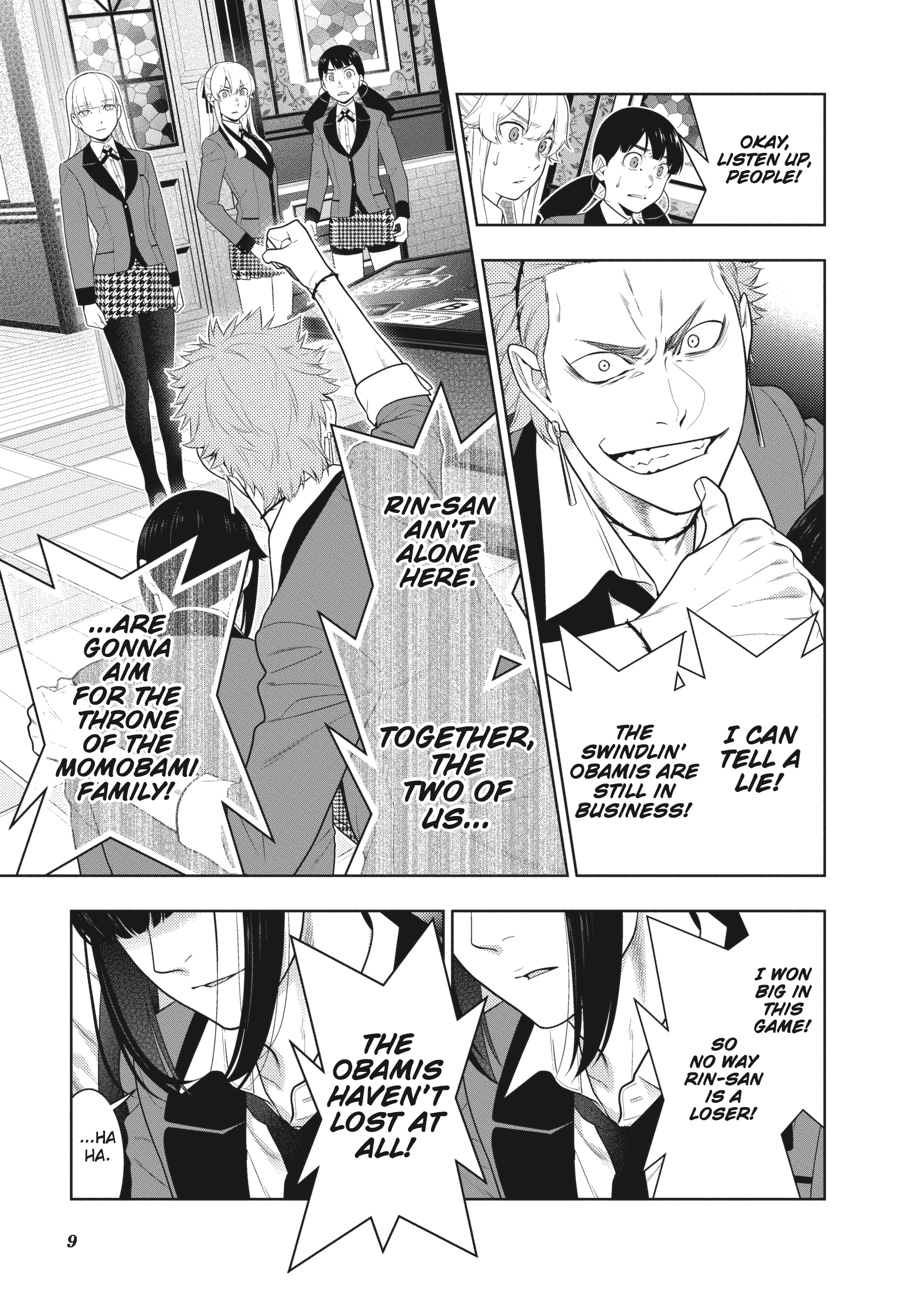 OKAY,
LISTEN UP,
PEOPLE!
I CAN
TELL A
LIE!
THE
SWINDLIN'
OBAMIS ARE
STILL IN
BUSINESS!
RIN-SAN
AIN'T
ALONE
HERE.
TOGETHER,
THE
TWO OF
US...
...ARE
GONNA
AIM
FOR THE
THRONE
OF THE
MOMOBAMI
FAMILY!
I WON
BIG IN
THIS
GAME!
SO
NO WAY
RIN-SAN
IS A
LOSER!
THE
OBAMIS
HAVEN'T
LOST AT
ALL!
...HA
HA.
9